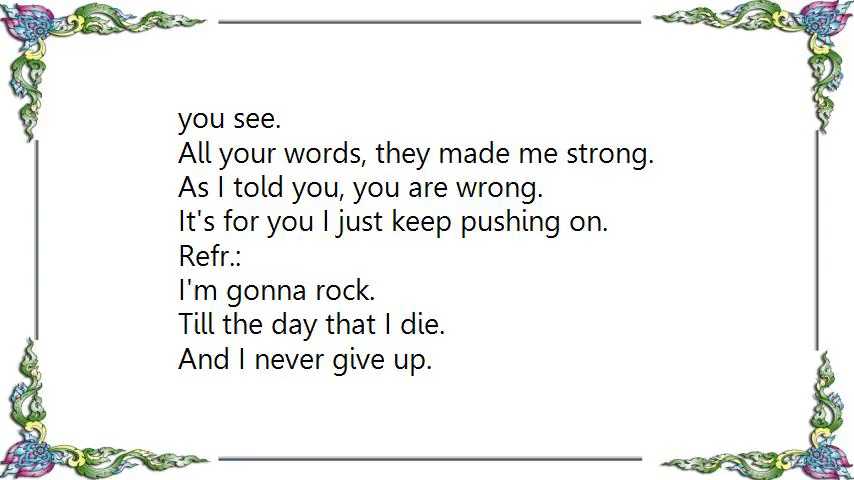 you see.
All your words, they made me strong.
As I told you, you are wrong.
It's for you I just keep pushing on.
Refr.:
I'm gonna rock.
Till the day that I die.
And I never give up.